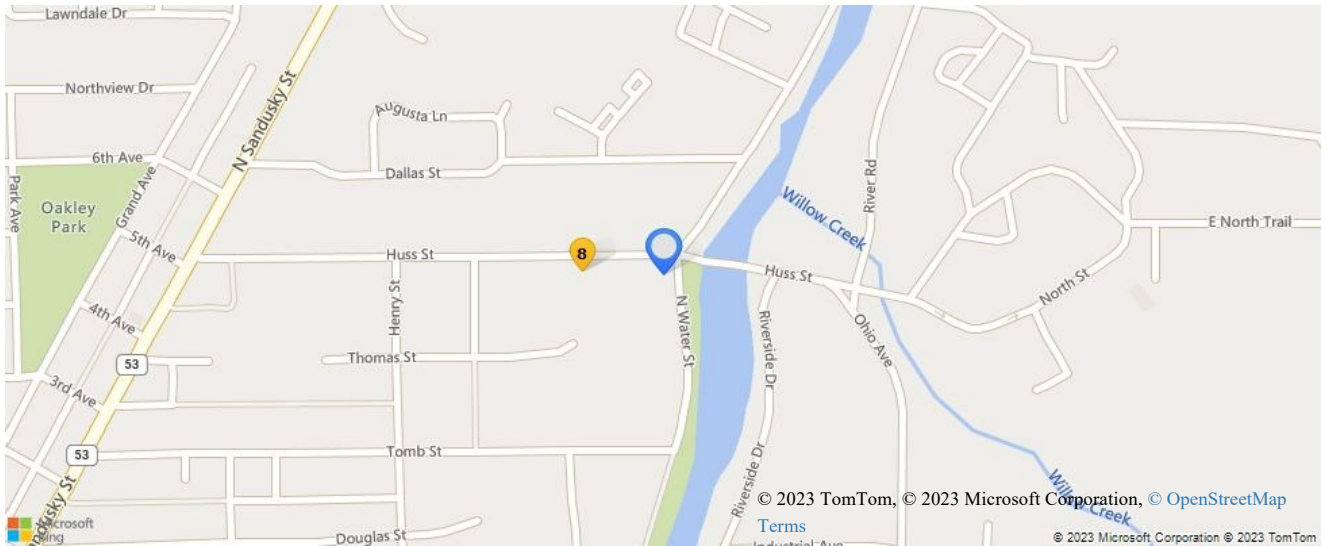 Lawndale Dr
Northview Dr
N Sandusky St
Augusta Ln
6th Ave
Dallas St
Park Ave
Oakley
Park
Grand Ave
5th Ave
Huss St
8
Willow Creek
River Rd
E North Trail
Huss St
North St
4th Ave
Henry St
N Water St
Riverside Dr
Ohio Ave
53
Thomas St
3rd Ave
53
Tomb St
Riverside Dr
Willow Creek
© 2023 TomTom, © 2023 Microsoft Corporation, © OpenStreetMap
Terms
Microsoft
Bing
Douglas St
Industrial Ave
© 2023 Microsoft Corporation © 2023 TomTom